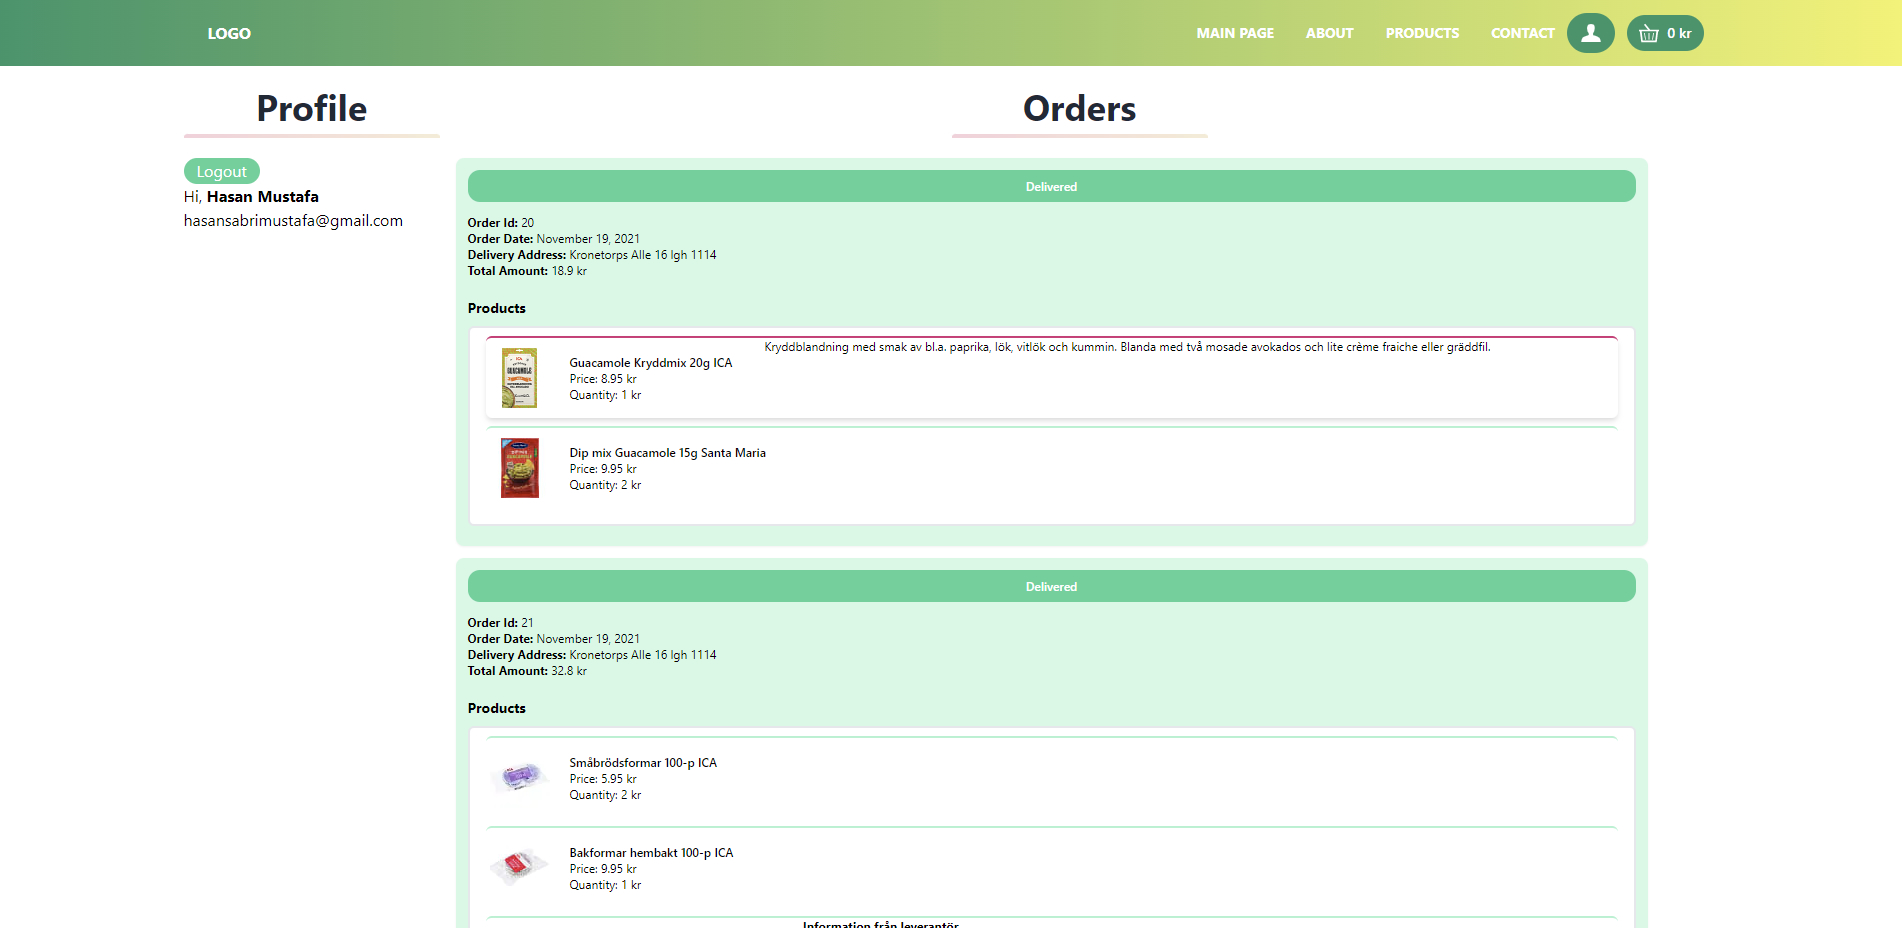 LOGO
MAIN PAGE
ABOUT
PRODUCTS
CONTACT
0 kr
Profile
Orders
Logout
Hi, Hasan Mustafa
hasansabrimustafa@gmail.com
Delivered
Order Id: 20
Order Date: November 19, 2021
Delivery Address: Kronetorps Alle 16 lgh 1114
Total Amount: 18.9 kr
Products
GUACAMOLE
Guacamole Kryddmix 20g ICA
Price: 8.95 kr
Quantity: 1 kr
Kryddblandning med smak av bl.a. paprika, lök, vitlök och kummin. Blanda med två mosade avokados och lite crème fraiche eller gräddfil.
Dip mix Guacamole 15g Santa Maria
Price: 9.95 kr
Quantity: 2 kr
Delivered
Order Id: 21
Order Date: November 19, 2021
Delivery Address: Kronetorps Alle 16 lgh 1114
Total Amount: 32.8 kr
Products
Småbrödsformar 100-p ICA
Price: 5.95 kr
Quantity: 2 kr
Bakformar hembakt 100-p ICA
Price: 9.95 kr
Quantity: 1 kr
Information från leverantör